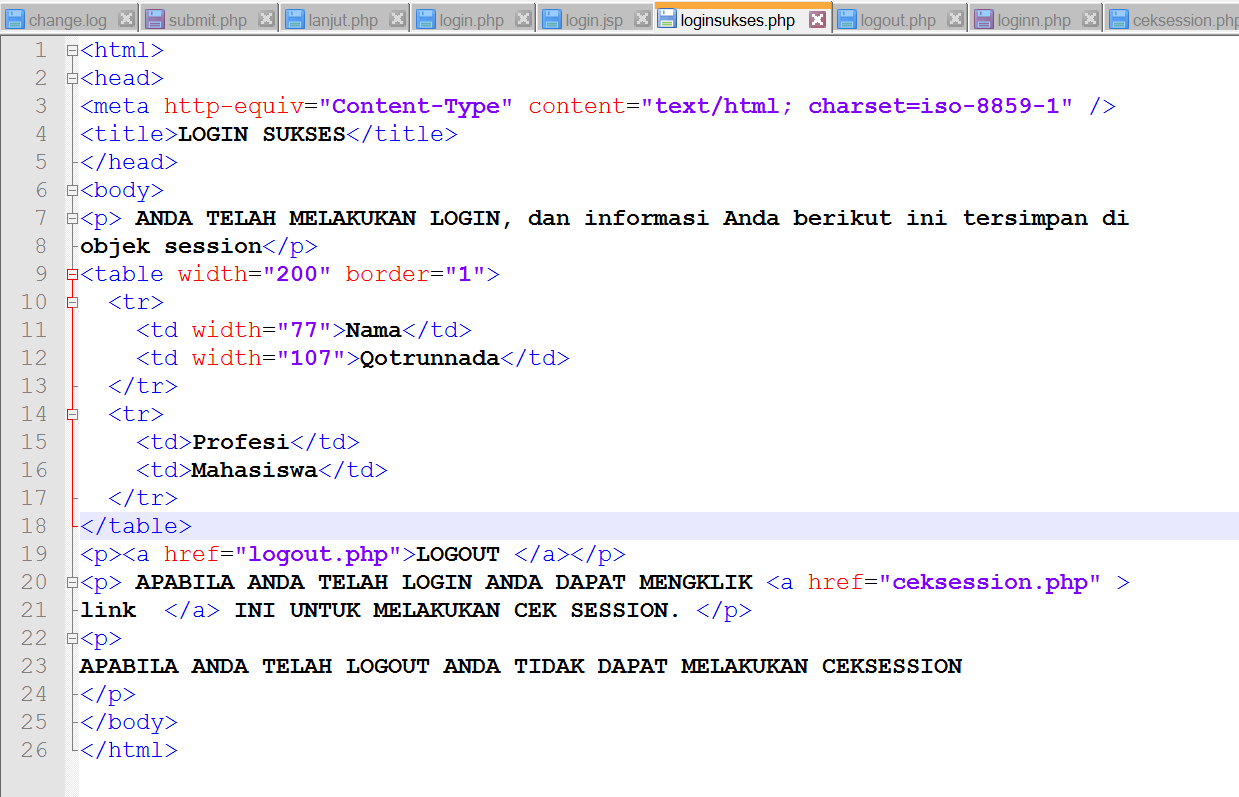 change.log submit.php lanjut.php login.php login.jsp loginsukses.php logout.php loginn.php ceksession.php
1 <html>
2 <head>
3 <meta http-equiv="Content-Type" content="text/html; charset=iso-8859-1" />
4 <title>LOGIN SUKSES</title>
5 </head>
6 <body>
7 <p> ANDA TELAH MELAKUKAN LOGIN, dan informasi Anda berikut ini tersimpan di
8 objek session</p>
9 <table width="200" border="1">
10   <tr>
11     <td width="77">Nama</td>
12     <td width="107">Qotrunnada</td>
13   </tr>
14   <tr>
15     <td>Profesi</td>
16     <td>Mahasiswa</td>
17   </tr>
18 </table>
19 <p><a href="logout.php">LOGOUT </a></p>
20 <p> APABILA ANDA TELAH LOGIN ANDA DAPAT MENGKLIK <a href="ceksession.php" >
21 link  </a> INI UNTUK MELAKUKAN CEK SESSION. </p>
22 <p>
23 APABILA ANDA TELAH LOGOUT ANDA TIDAK DAPAT MELAKUKAN CEKSESSION
24 </p>
25 </body>
26 </html>